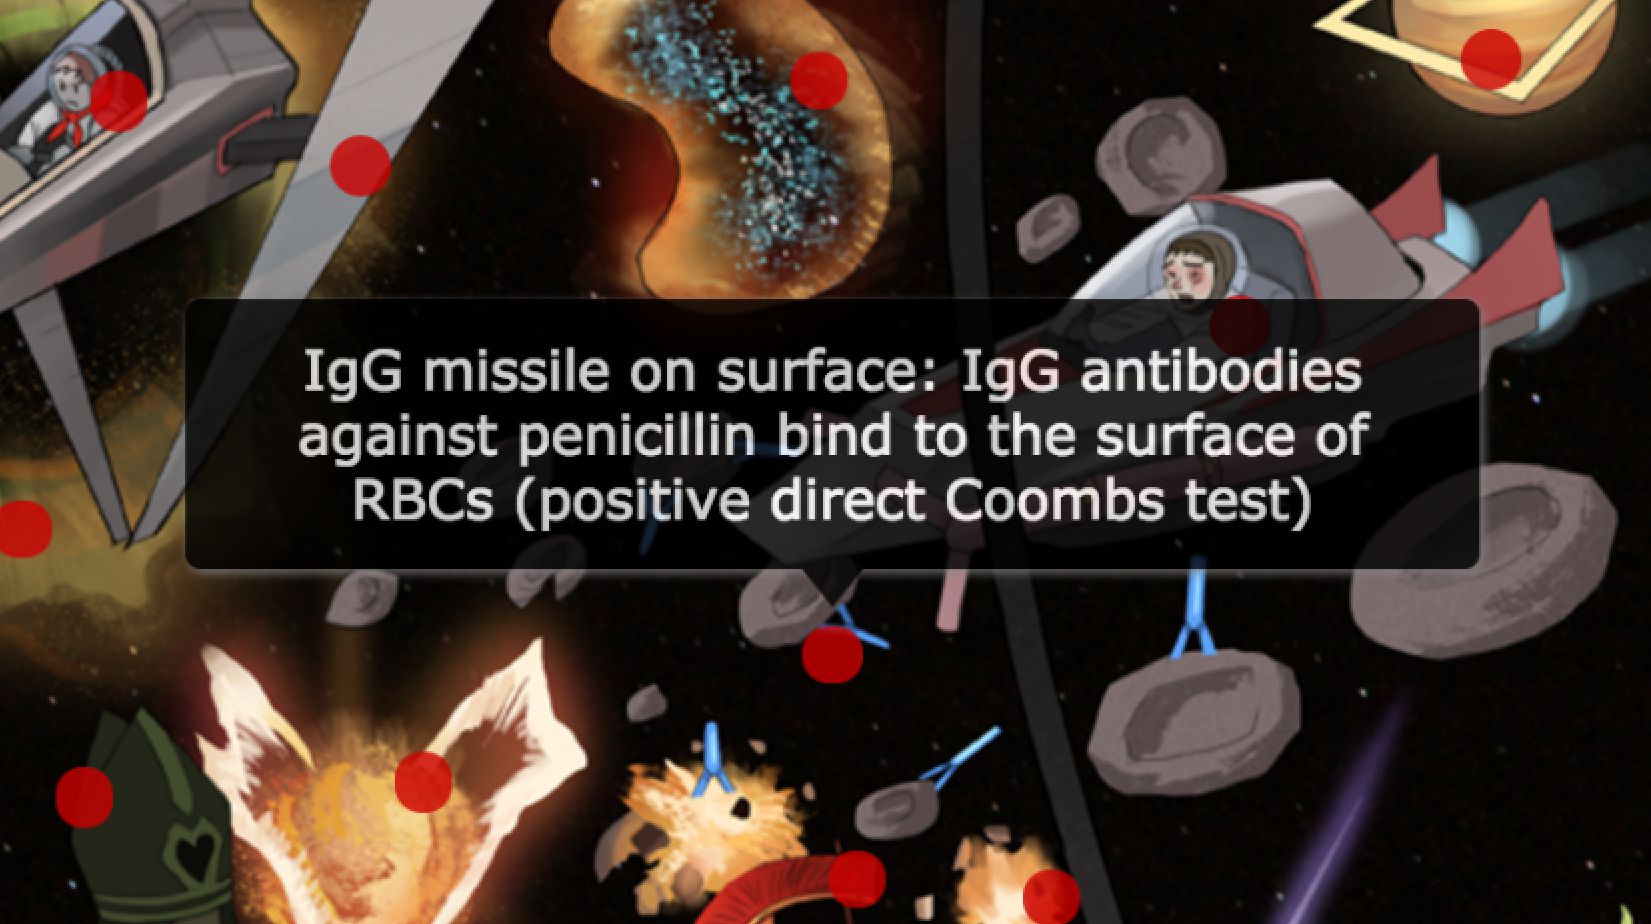 IgG missile on surface: IgG antibodies
against penicillin bind to the surface of
RBCs (positive direct Coombs test)